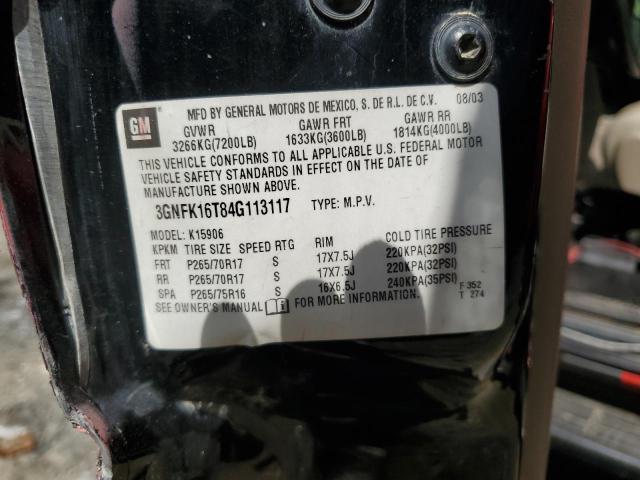 GM
MFD BY GENERAL MOTORS DE MEXICO, S. DE R.L. DE C.V. 08/03
GVWR GAWR FRT GAWR RR
3266KG(7200LB) 1633KG(3600LB) 1814KG(4000LB)
THIS VEHICLE CONFORMS TO ALL APPLICABLE U.S. FEDERAL MOTOR
VEHICLE SAFETY STANDARDS IN EFFECT ON THE DATE OF
MANUFACTURE SHOWN ABOVE.
3GNFK16T84G113117 TYPE: M.P.V.
MODEL: K15906
KPKM TIRE SIZE SPEED RTG RIM COLD TIRE PRESSURE
FRT P265/70R17 S 17X7.5J 220KPA(32PSI)
RR P265/70R17 S 17X7.5J 220KPA(32PSI)
SPA P265/75R16 S 16X6.5J 240KPA(35PSI)
SEE OWNER'S MANUAL FOR MORE INFORMATION.
F 352
T 274